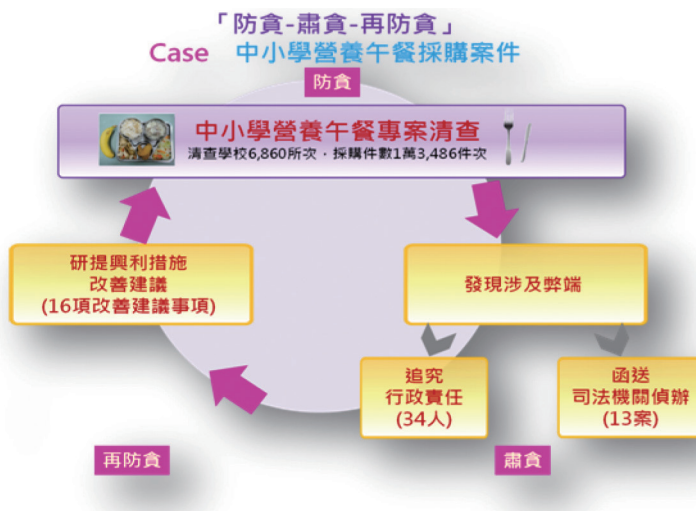 「防貪-肅貪-再防貪」
Case 中小學營養午餐採購案件
防貪
中小學營養午餐專案清查
清查學校6,860所次，採購件數1萬3,486件次
研提興利措施
改善建議
(16項改善建議事項)
發現涉及弊端
追究
行政責任
(34人)
函送
司法機關偵辦
(13案)
再防貪
肅貪